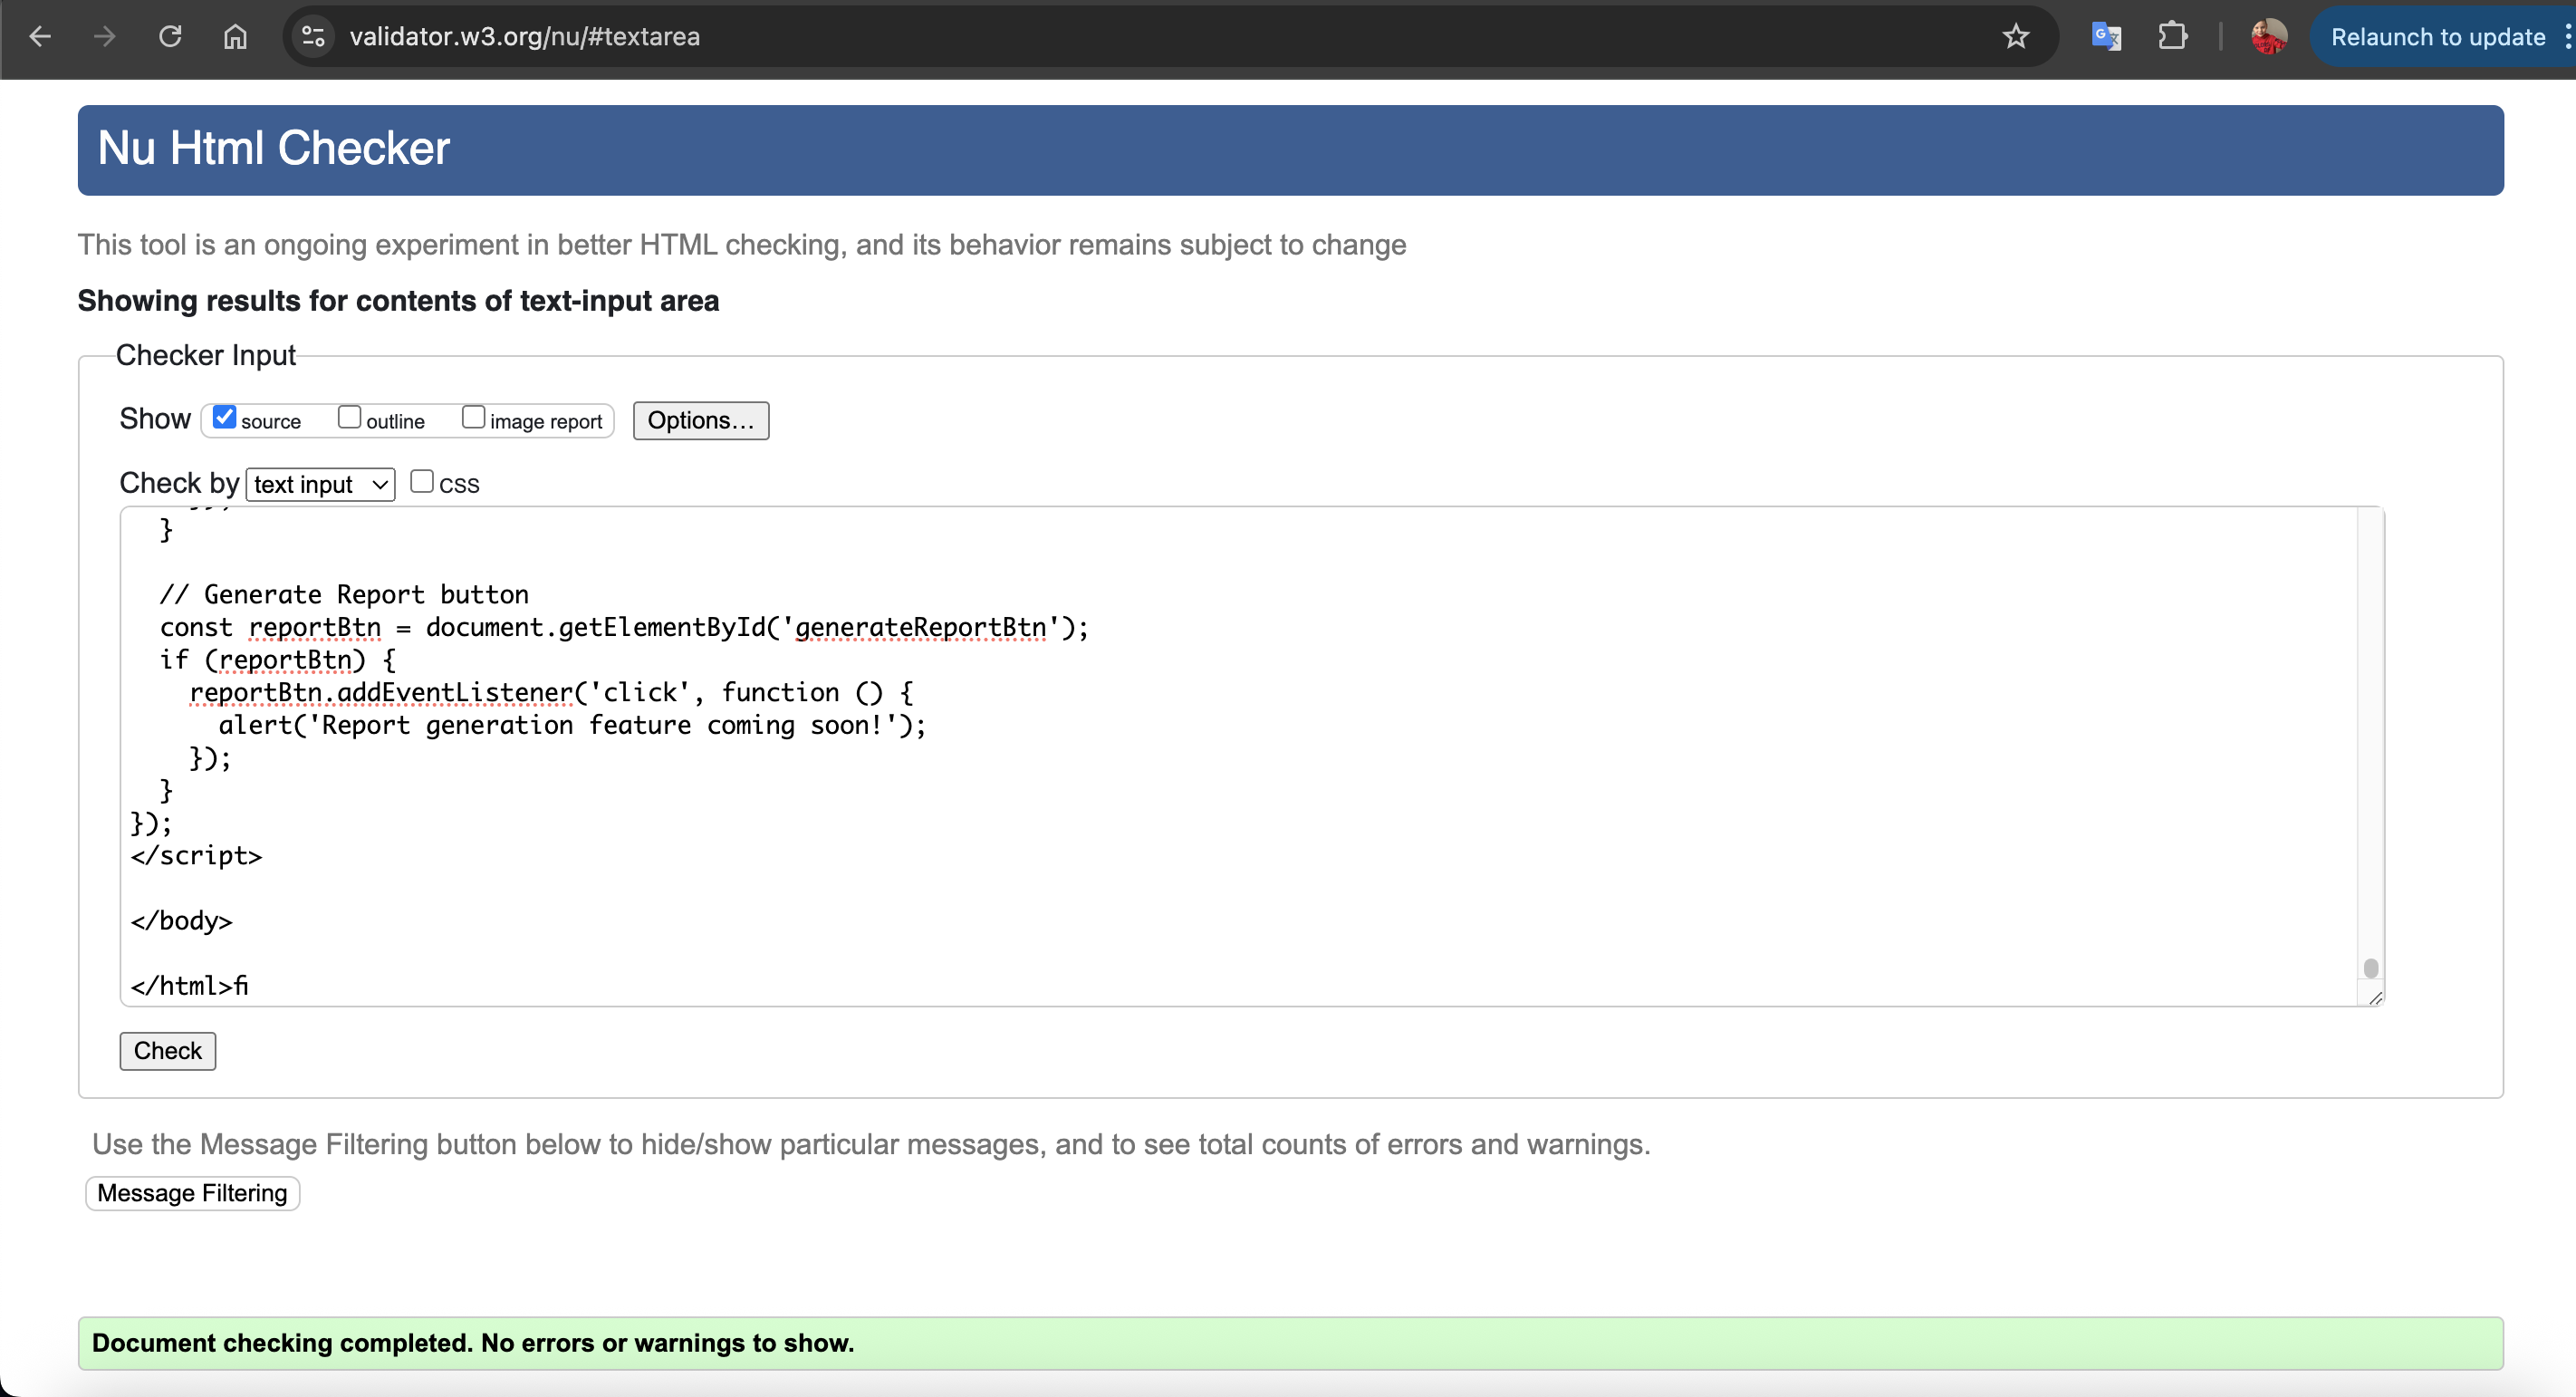 validator.w3.org/nu/#textarea
Relaunch to update
Nu Html Checker
This tool is an ongoing experiment in better HTML checking, and its behavior remains subject to change
Showing results for contents of text-input area
Checker Input
Show source outline image report Options...
Check by text input CSS
}
// Generate Report button
const reportBtn = document.getElementById('generateReportBtn');
if (reportBtn) {
reportBtn.addEventListener('click', function () {
alert('Report generation feature coming soon!');
});
}
});
</script>
</body>
</html>fi
Check
Use the Message Filtering button below to hide/show particular messages, and to see total counts of errors and warnings.
Message Filtering
Document checking completed. No errors or warnings to show.